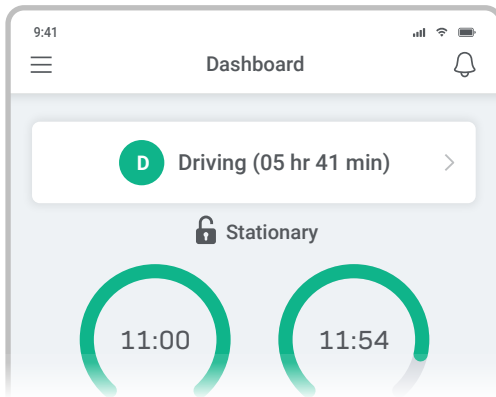 9:41
Dashboard
D Driving (05 hr 41 min)
Stationary
11:00 11:54